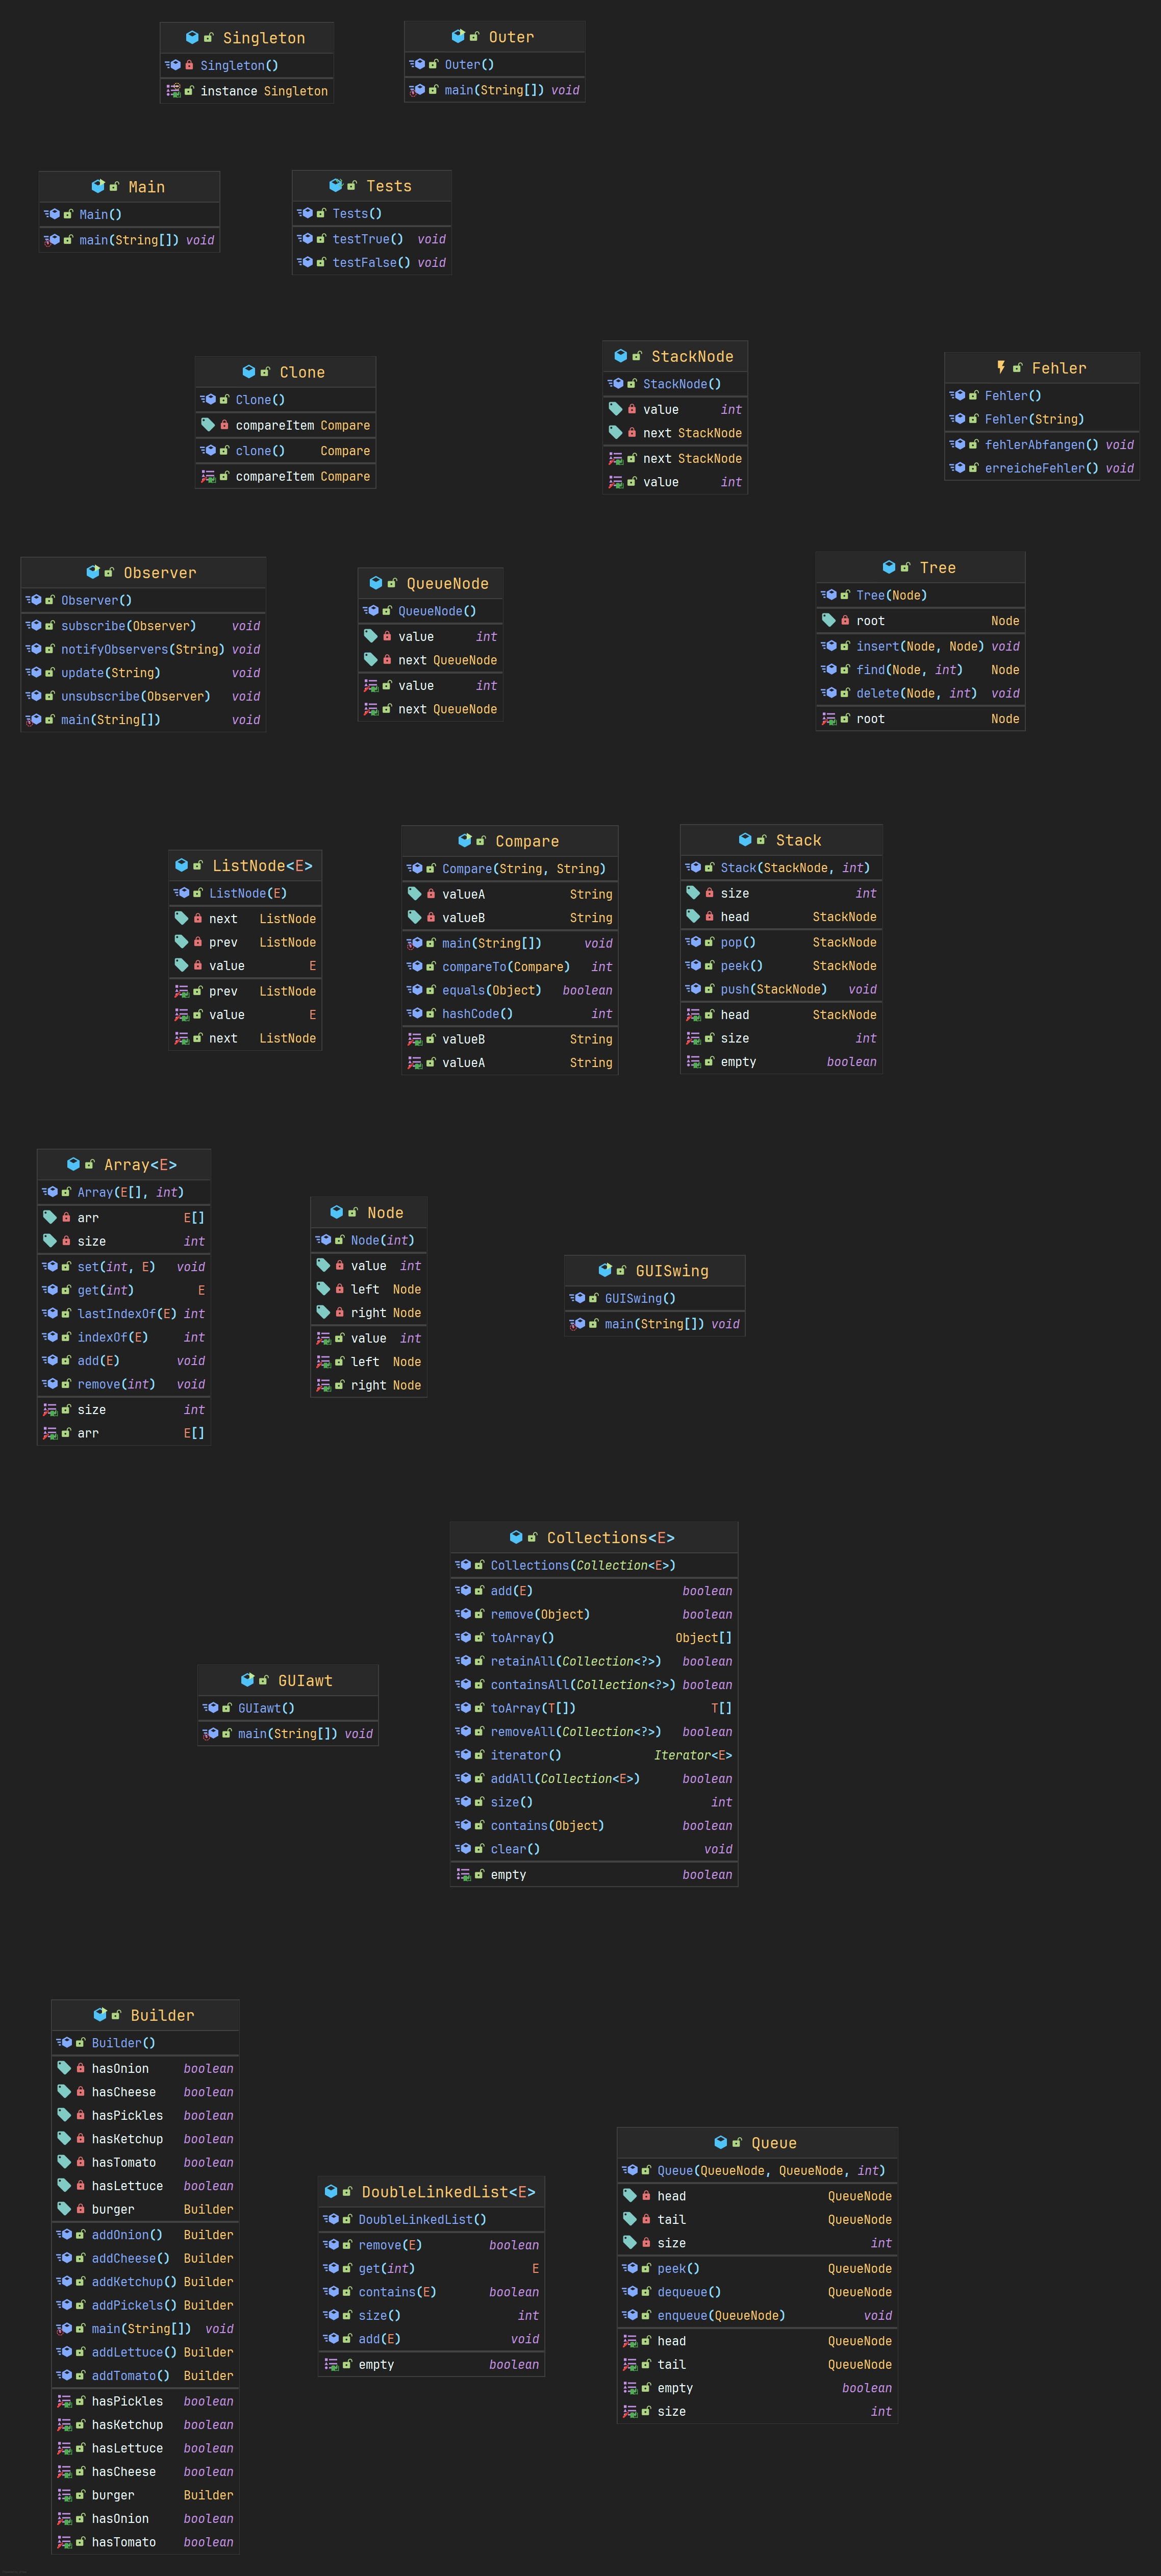 Singleton
Singleton()
instance Singleton
Outer
Outer()
main(String[]) void
Main
Main()
main(String[]) void
Tests
Tests()
testTrue() void
testFalse() void
Clone
Clone()
compareItem Compare
clone() Compare
compareItem Compare
StackNode
StackNode()
value int
next StackNode
next StackNode
value int
Fehler
Fehler()
Fehler(String)
fehlerAbfangen() void
erreicheFehler() void
Observer
Observer()
subscribe(Observer) void
notifyObservers(String) void
update(String) void
unsubscribe(Observer) void
main(String[]) void
QueueNode
QueueNode()
value int
next QueueNode
value int
next QueueNode
Tree
Tree(Node)
root Node
insert(Node, Node) void
find(Node, int) Node
delete(Node, int) void
root Node
ListNode<E>
ListNode(E)
next ListNode
prev ListNode
value E
prev ListNode
value E
next ListNode
Compare
Compare(String, String)
valueA String
valueB String
main(String[]) void
compareTo(Compare) int
equals(Object) boolean
hashCode() int
valueB String
valueA String
Stack
Stack(StackNode, int)
size int
head StackNode
pop() StackNode
peek() StackNode
push(StackNode) void
head StackNode
size int
empty boolean
Array<E>
Array(E[], int)
arr E[]
size int
set(int, E) void
get(int) E
lastIndexOf(E) int
indexOf(E) int
add(E) void
remove(int) void
size int
arr E[]
Node
Node(int)
value int
left Node
right Node
value int
left Node
right Node
GUISwing
GUISwing()
main(String[]) void
Collections<E>
Collections(Collection<E>)
add(E) boolean
remove(Object) boolean
toArray() Object[]
retainAll(Collection<?>) boolean
containsAll(Collection<?>) boolean
toArray(T[]) T[]
removeAll(Collection<?>) boolean
iterator() Iterator<E>
addAll(Collection<E>) boolean
size() int
contains(Object) boolean
clear() void
empty boolean
GUIawt
GUIawt()
main(String[]) void
Builder
Builder()
hasOnion boolean
hasCheese boolean
hasPickles boolean
hasKetchup boolean
hasTomato boolean
hasLettuce boolean
burger Builder
addOnion() Builder
addCheese() Builder
addKetchup() Builder
addPickels() Builder
main(String[]) void
addLettuce() Builder
addTomato() Builder
hasPickles boolean
hasKetchup boolean
hasLettuce boolean
hasCheese boolean
burger Builder
hasOnion boolean
hasTomato boolean
DoubleLinkedList<E>
DoubleLinkedList()
remove(E) boolean
get(int) E
contains(E) boolean
size() int
add(E) void
empty boolean
Queue
Queue(QueueNode, QueueNode, int)
head QueueNode
tail QueueNode
size int
peek() QueueNode
dequeue() QueueNode
enqueue(QueueNode) void
head QueueNode
tail QueueNode
empty boolean
size int